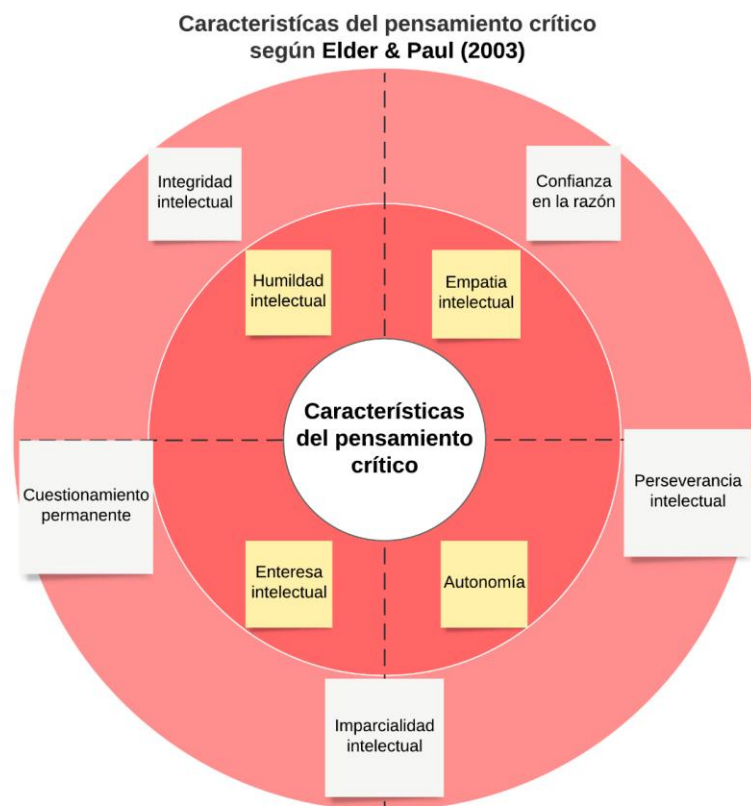 Caracteristícas del pensamiento crítico
según Elder & Paul (2003)
Integridad
intelectual
Confianza
en la razón
Humildad
intelectual
Empatia
intelectual
Características
del pensamiento
crítico
Cuestionamiento
permanente
Perseverancia
intelectual
Enteresa
intelectual
Autonomía
Imparcialidad
intelectual